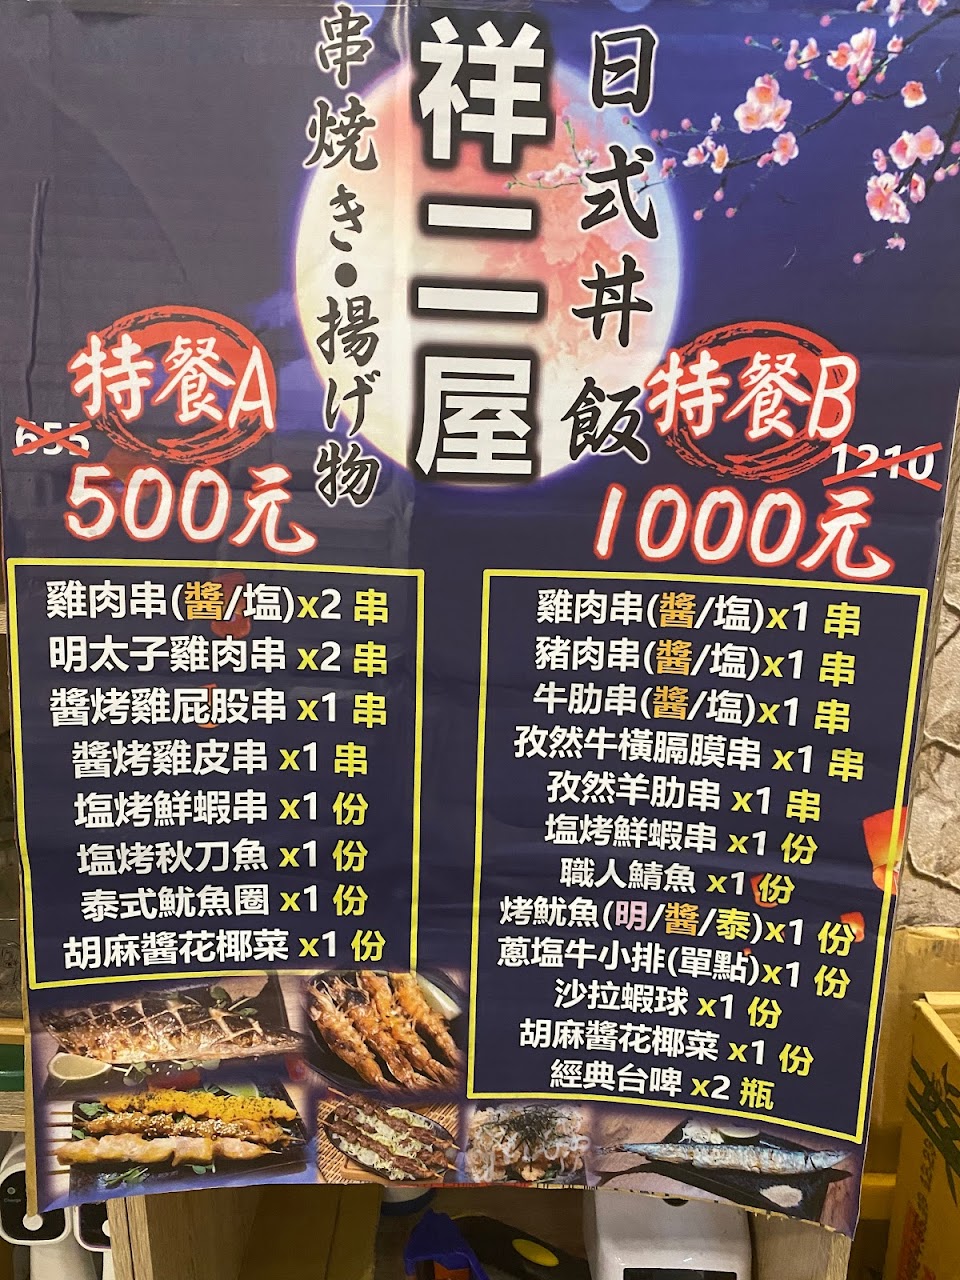 日式丼飯
祥二屋
串焼き•揚げ物
特餐A
655
500元
雞肉串(醬/塩)x2 串
明太子雞肉串 x2 串
醬烤雞屁股串 x1 串
醬烤雞皮串 x1 串
塩烤鮮蝦串 x1 份
塩烤秋刀魚 x1 份
泰式魷魚圈 x1 份
胡麻醬花椰菜 x1 份
特餐B
1210
1000元
雞肉串(醬/塩)x1 串
豬肉串(醬/塩)x1 串
牛肋串(醬/塩)x1 串
孜然牛橫膈膜串 x1 串
孜然羊肋串 x1 串
塩烤鮮蝦串 x1 份
職人鯖魚 x1 份
烤魷魚(明/醬/泰)x1 份
蔥塩牛小排(單點)x1 份
沙拉蝦球 x1 份
胡麻醬花椰菜 x1 份
經典台啤 x2 瓶